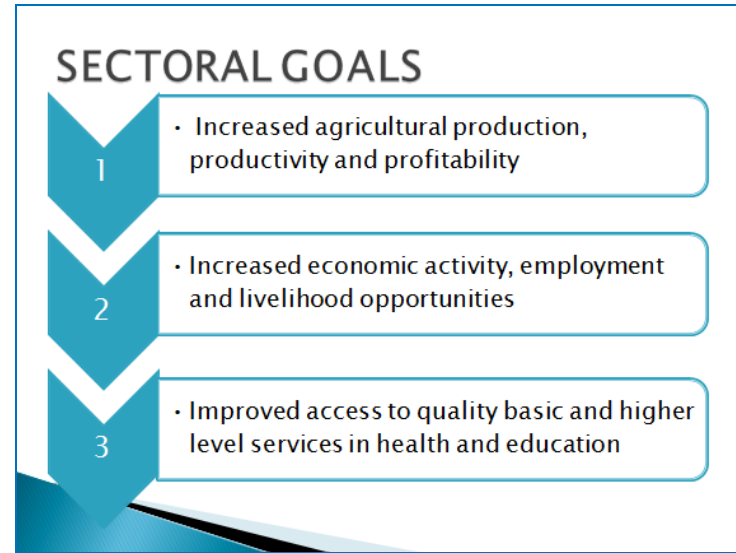 SECTORAL GOALS
1
• Increased agricultural production,
productivity and profitability
2
• Increased economic activity, employment
and livelihood opportunities
3
• Improved access to quality basic and higher
level services in health and education